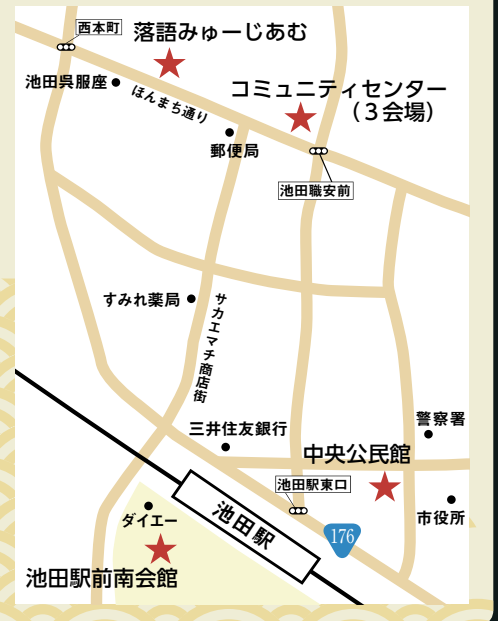 西本町
落語みゅーじあむ
池田呉服座
ほんまち通り
コミュニティセンター
（３会場）
郵便局
池田職安前
すみれ薬局
サカエマチ商店街
三井住友銀行
警察署
中央公民館
池田駅東口
市役所
ダイエー
池田駅
176
池田駅前南会館